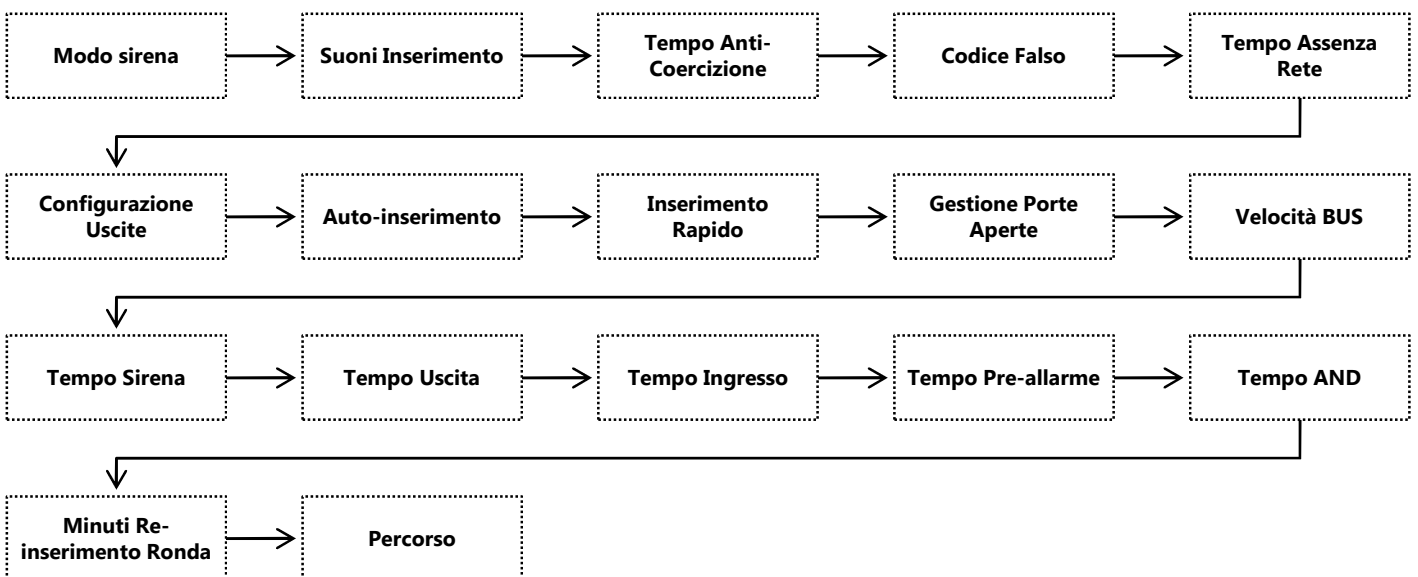 Modo sirena
Suoni Inserimento
Tempo Anti-
Coercizione
Codice Falso
Tempo Assenza
Rete
Configurazione
Uscite
Auto-inserimento
Inserimento
Rapido
Gestione Porte
Aperte
Velocità BUS
Tempo Sirena
Tempo Uscita
Tempo Ingresso
Tempo Pre-allarme
Tempo AND
Minuti Re-
inserimento Ronda
Percorso